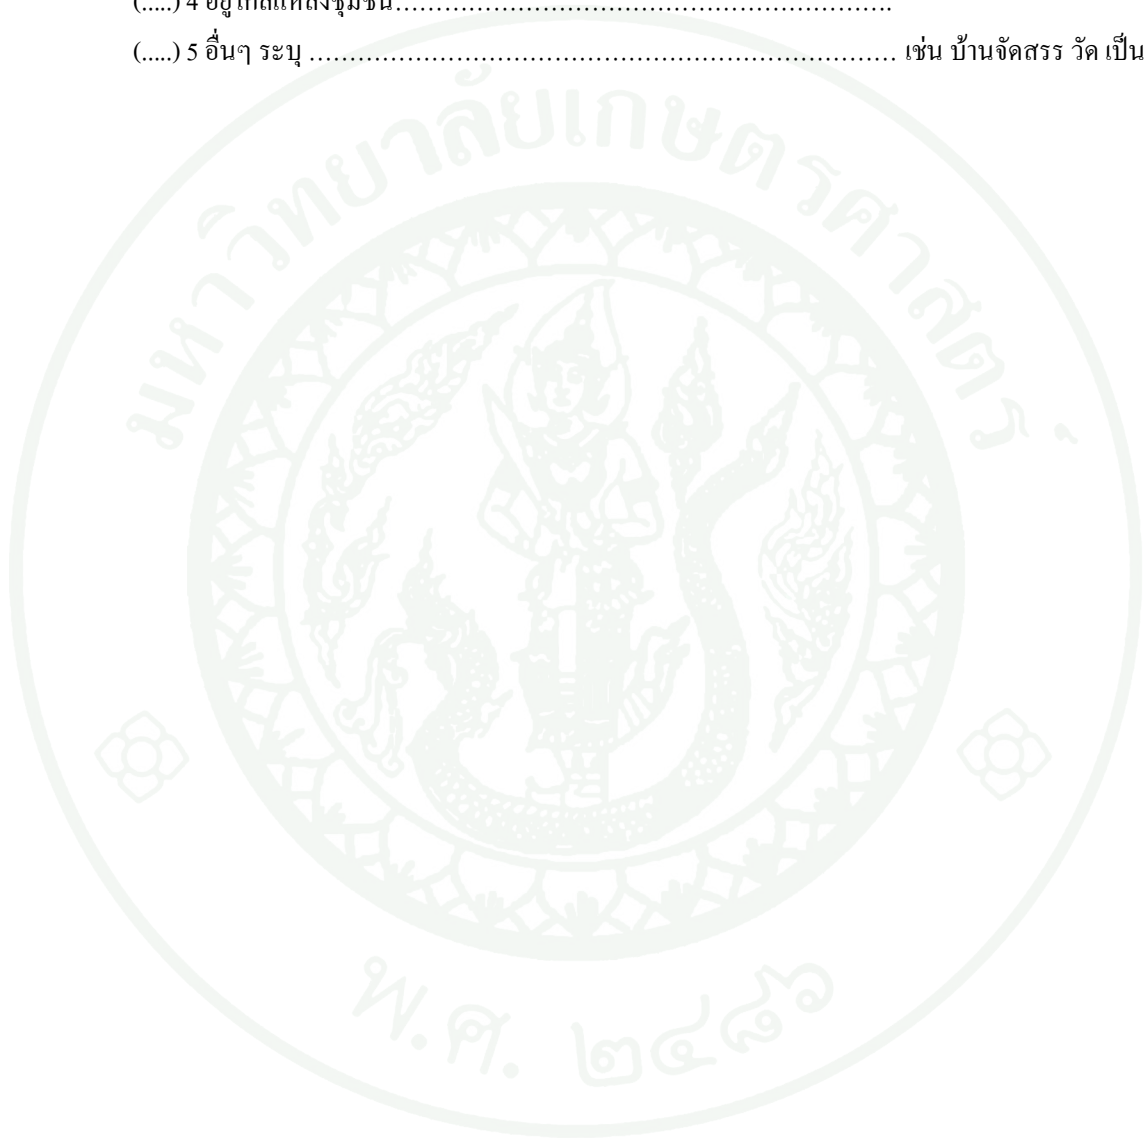 (.....) 4 อยู่ใกล้แหล่งชุมชน………………………………………………….
(.....) 5 อื่นๆ ระบุ …………………………………………………………… เช่น บ้านจัดสรร วัด เป็น
มหาวิทยาลัยเกษตรศาสตร์
พ.ศ. ๒๔๘๖